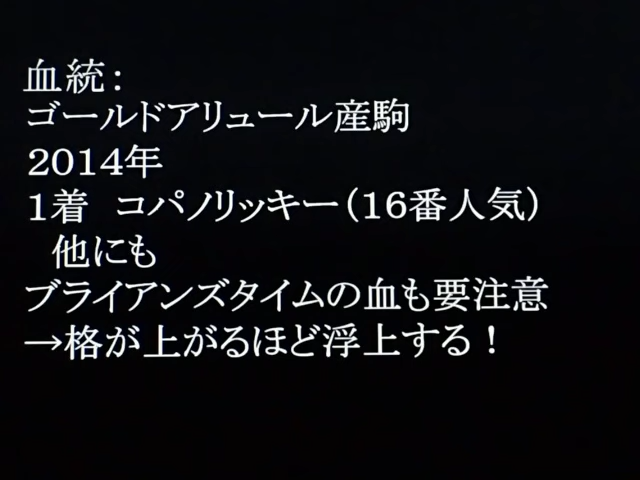 血統：
ゴールドアリュール産駒
２０１４年
１着　コパノリッキー（１６番人気）
他にも
ブライアンズタイムの血も要注意
→格が上がるほど浮上する！